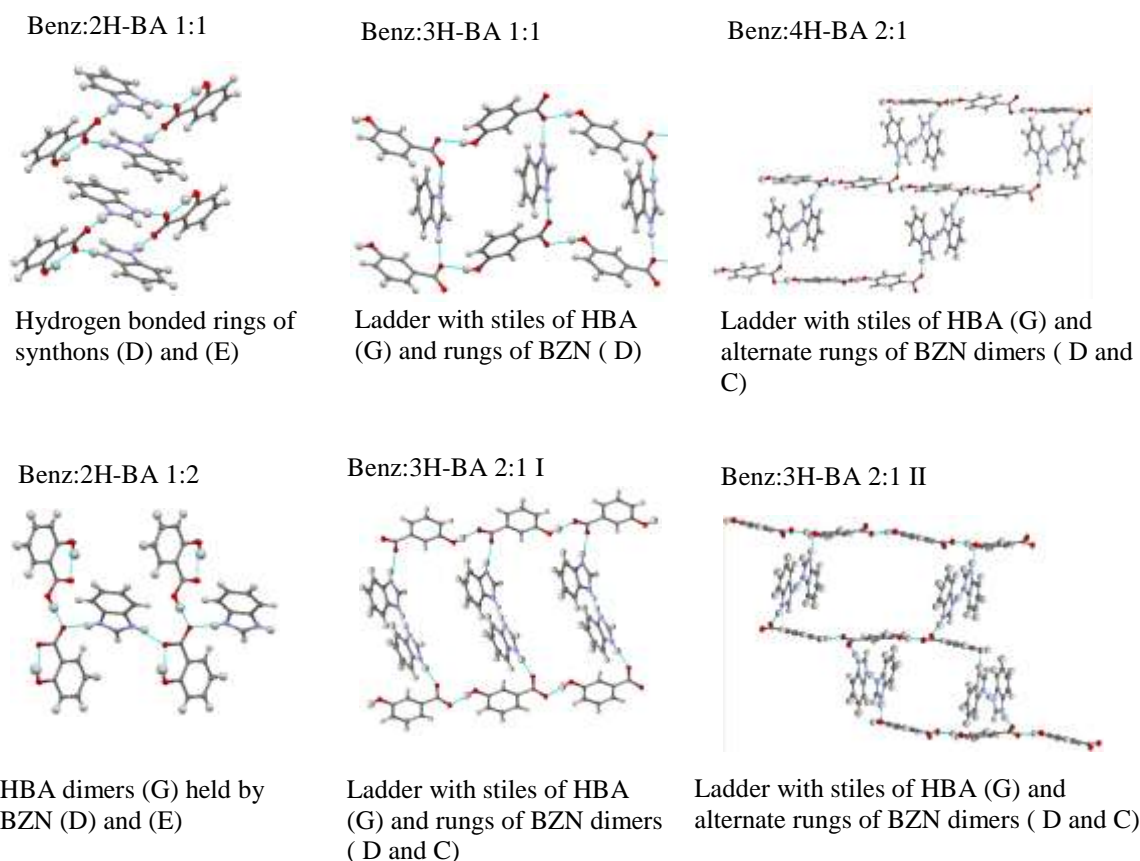 Benz:2H-BA 1:1
Benz:3H-BA 1:1
Benz:4H-BA 2:1
Hydrogen bonded rings of
synthons (D) and (E)
Ladder with stiles of HBA
(G) and rungs of BZN ( D)
Ladder with stiles of HBA (G) and
alternate rungs of BZN dimers ( D and
C)
Benz:2H-BA 1:2
Benz:3H-BA 2:1 I
Benz:3H-BA 2:1 II
HBA dimers (G) held by
BZN (D) and (E)
Ladder with stiles of HBA
(G) and rungs of BZN dimers
( D and C)
Ladder with stiles of HBA (G) and
alternate rungs of BZN dimers ( D and C)